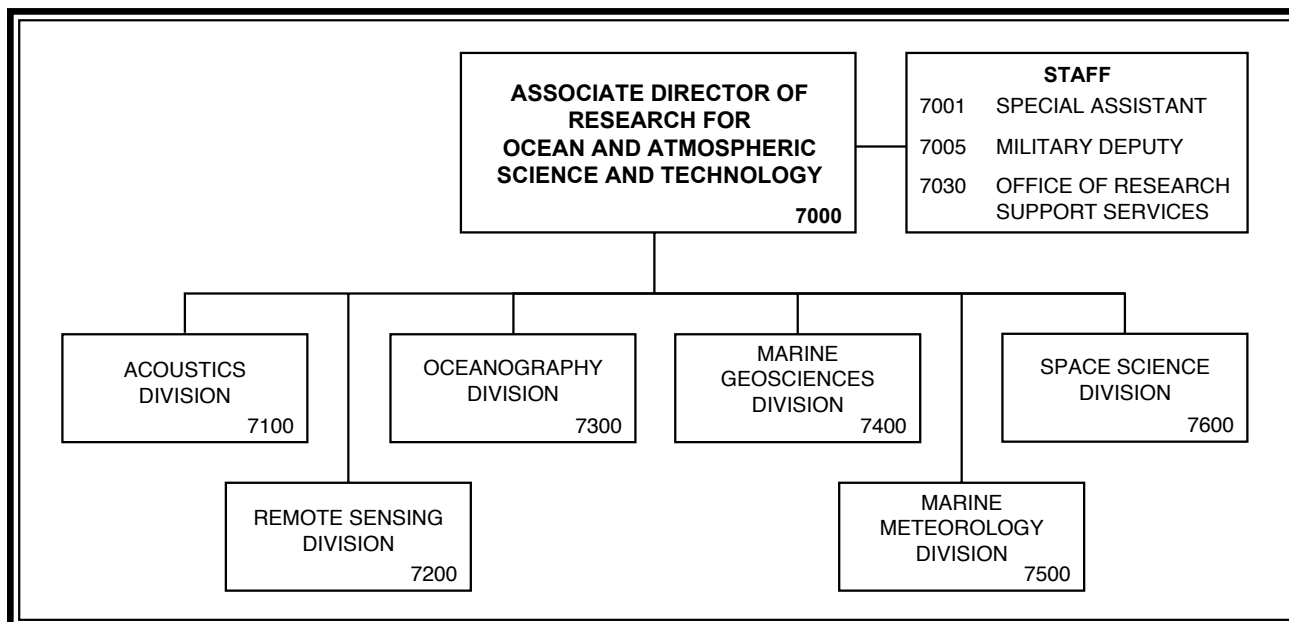 ASSOCIATE DIRECTOR OF
RESEARCH FOR
OCEAN AND ATMOSPHERIC
SCIENCE AND TECHNOLOGY
7000
STAFF
7001 SPECIAL ASSISTANT
7005 MILITARY DEPUTY
7030 OFFICE OF RESEARCH
SUPPORT SERVICES
ACOUSTICS
DIVISION
7100
OCEANOGRAPHY
DIVISION
7300
MARINE
GEOSCIENCES
DIVISION
7400
SPACE SCIENCE
DIVISION
7600
REMOTE SENSING
DIVISION
7200
MARINE
METEOROLOGY
DIVISION
7500